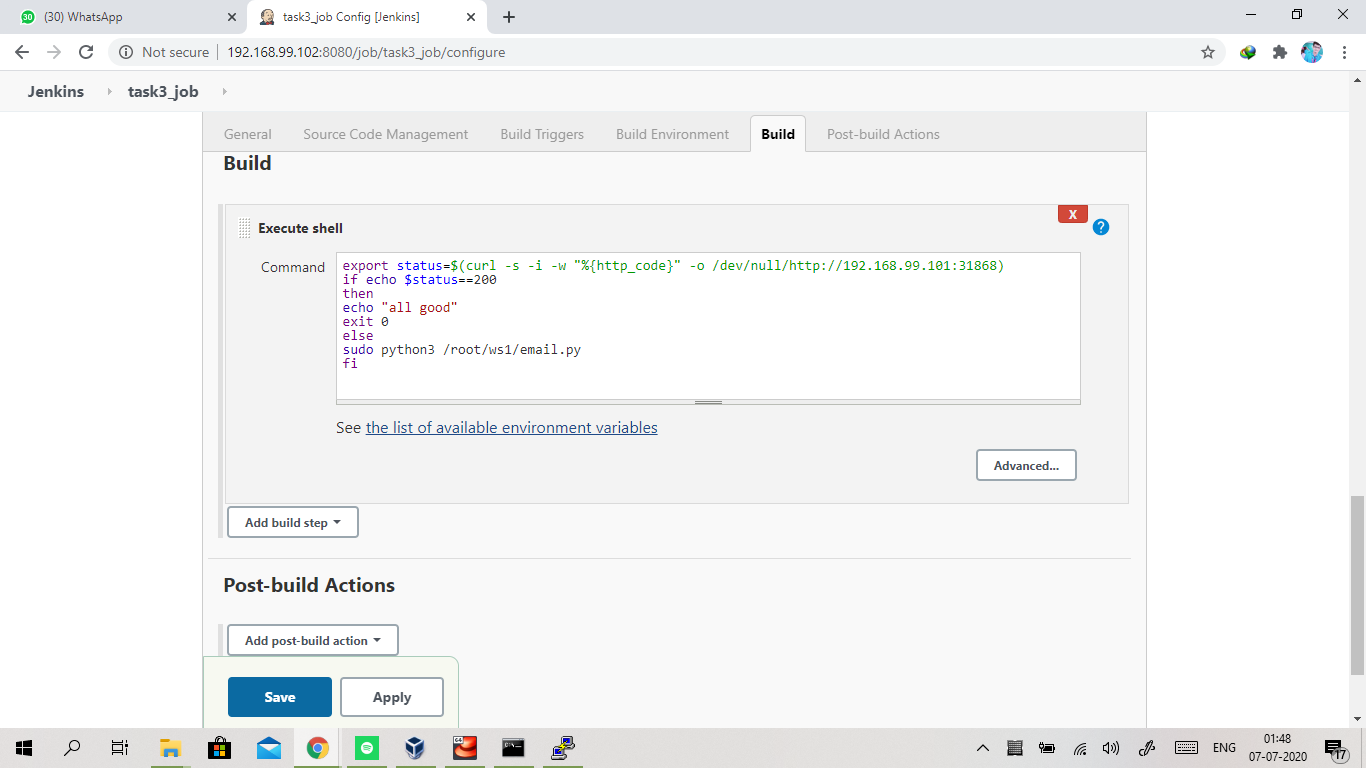 30
(30) WhatsApp
task3_job Config [Jenkins]
Not secure
192.168.99.102:8080/job/task3_job/configure
Jenkins
task3_job
General
Source Code Management
Build Triggers
Build Environment
Build
Post-build Actions
Build
Execute shell
X
?
Command
export status=$(curl -s -i -w "%{http_code}" -o /dev/null/http://192.168.99.101:31868)
if echo $status==200
then
echo "all good"
exit 0
else
sudo python3 /root/ws1/email.py
fi
See the list of available environment variables
Advanced...
Add build step
Post-build Actions
Add post-build action
Save
Apply
64
ENG
01:48
07-07-2020
17